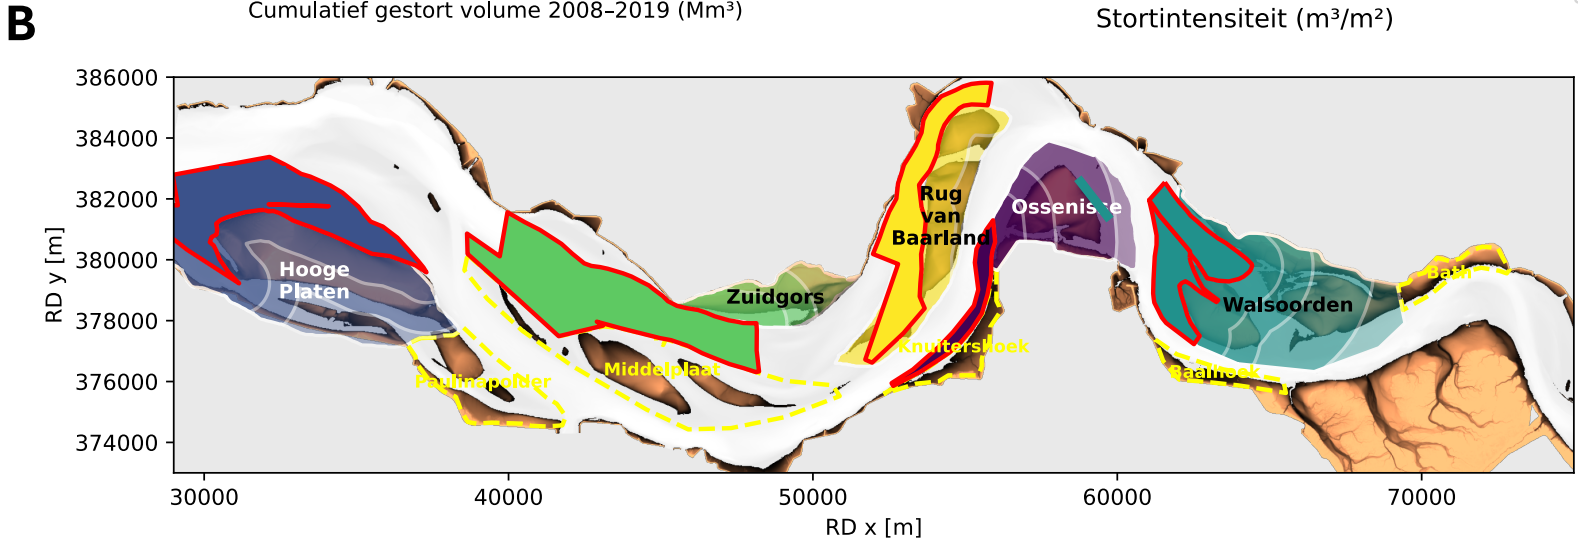 Cumulatief gestort volume 2008–2019 (Mm³)
Stortintensiteit (m³/m²)
B
386000
384000
382000
380000
378000
376000
374000
RD y [m]
Hooge
Platen
Paulinapolder
Middelplaat
Zuidgors
Rug
van
Baarland
Knuitershoek
Ossenisse
Walsoorden
Baalhoek
Bath
30000
40000
50000
60000
70000
RD x [m]